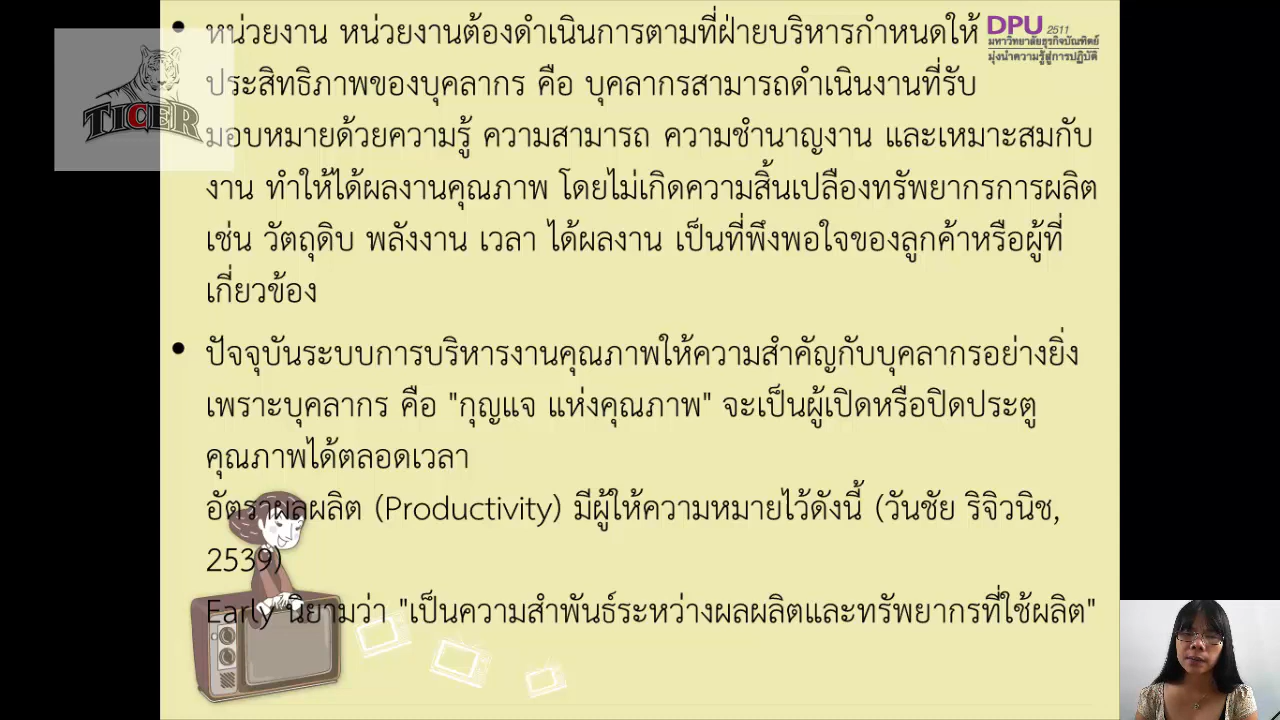 หน่วยงาน หน่วยงานต้องดำเนินการตามที่ฝ่ายบริหารกำหนดให้
DPU 2511
มหาวิทยาลัยธุรกิจบัณฑิตย์
มุ่งนำความรู้สู่การปฏิบัติ
TICER
ประสิทธิภาพของบุคลากร คือ บุคลากรสามารถดำเนินงานที่รับ
มอบหมายด้วยความรู้ ความสามารถ ความชำนาญงาน และเหมาะสมกับ
งาน ทำให้ได้ผลงานคุณภาพ โดยไม่เกิดความสิ้นเปลืองทรัพยากรการผลิต
เช่น วัตถุดิบ พลังงาน เวลา ได้ผลงาน เป็นที่พึงพอใจของลูกค้าหรือผู้ที่
เกี่ยวข้อง
ปัจจุบันระบบการบริหารงานคุณภาพให้ความสำคัญกับบุคลากรอย่างยิ่ง
เพราะบุคลากร คือ "กุญแจ แห่งคุณภาพ" จะเป็นผู้เปิดหรือปิดประตู
คุณภาพได้ตลอดเวลา
อัตราผลผลิต (Productivity) มีผู้ให้ความหมายไว้ดังนี้ (วันชัย ริจิวนิช,
2539)
Early นิยามว่า "เป็นความสำพันธ์ระหว่างผลผลิตและทรัพยากรที่ใช้ผลิต"